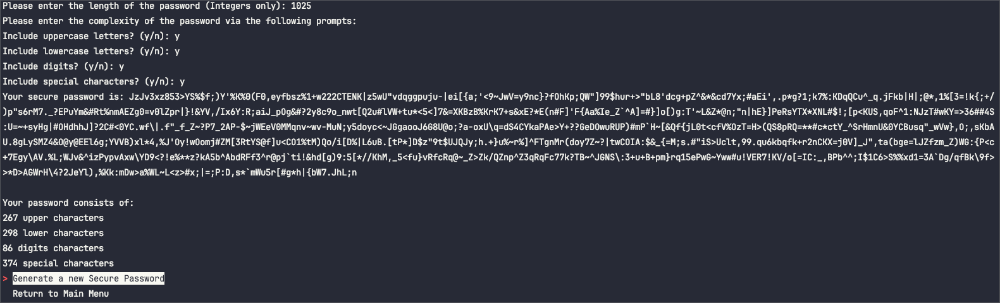 Please enter the length of the password (Integers only): 1025
Please enter the complexity of the password via the following prompts:
Include uppercase letters? (y/n): y
Include lowercase letters? (y/n): y
Include digits? (y/n): y
Include special characters? (y/n): y
Your secure password is: JzJv3xz853>YS%$f;)Y'%K%0(F0,eyfbsz%1+w222CTENK|z5wU"vdqggpuju-|ei[{a;'<9~JwV=y9nc}?fOhKp;QW"]99$hur+>"bL8'dcg+pZ^&*&cd7Yx;#aEi',.p*g?1;k7%:KDqQCu^_q.jFkb|H|;@*,1%[3=!k{;+/
)p"s6rM7._?EPuYm&#Rt%nmAEZg0=v0lZpr|}!&YV,/Ix6Y:R;aiJ_pOg&#?2y8c9o_nwt[Q2u#lVW+tu*<5<]7&=XKBzB%KrK7+s&xE?*E(n#F]'F{Aa%Ie_Z`^A]=#}]o[)g:T'~L&Z*@n;"n|hE}]PeRsYTX*XNL#$!;[p<KUS,qoF^1:NJzT#wKY=>36##4S
:U=~+syHg|#OHdhhJ]?2C#<0YC.wf\|.f"_f_Z~?P7_2AP-$~jWEeV0MMqnv~wv-MuN;y5doyc<~JGgaooJ6G8U@o;?a-oxU\q=dS4CYkaPAe>Y+??GeDOwuRUP)#mP`H~[&Qf{jL0t<cfV%OzT=H>(QS8pRQ=**#c*ctY_^SrHmnU&0YCBusq"_wVw},O;,sKbA
U.8gLySMZ4&O@y@EEl6g;YVVB)xl*4,%J'Oy!wOomj#ZM[3RtYS@f]u<CO1%tM)Qo/i[D%|L6uB.[tP*]D$z"9t$UJQJy;h.+}u%~r%]^FTgnMr(doy7Z~?|twCOIA:$&_{=M;s.#"iS>Uclt,99.qu6kbqfk+r2nCKX=j0V]_J",ta(bge=lJZfzm_Z)WG:{P<c
+7Egy\AV.%L;WJv&^izPypvAxw\YD9<?!e%**z?kA5b^AbdRFf3^r@pj`ti!&hd[g)9:5[*//KhM,_5<fu}vRfcRq@~_Z>Zk/QZnp^Z3qRqFc77k?TB~^JGNS\:3+u+B+pm}rq15ePwG~Yww#u!VER7!KV/o[=IC:_,BPb^^;I$1C6>S%%xd1=3A`Dg/qfBk\9f>
>*D>AGWrH\4?2JeYl),%Kk:mDw>a%WL~L<z>#x;|=;P:D,s*`mWu5r[#g*h|{bW7.JhL;n
Your password consists of:
267 upper characters
298 lower characters
86 digits characters
374 special characters
> Generate a new Secure Password
Return to Main Menu